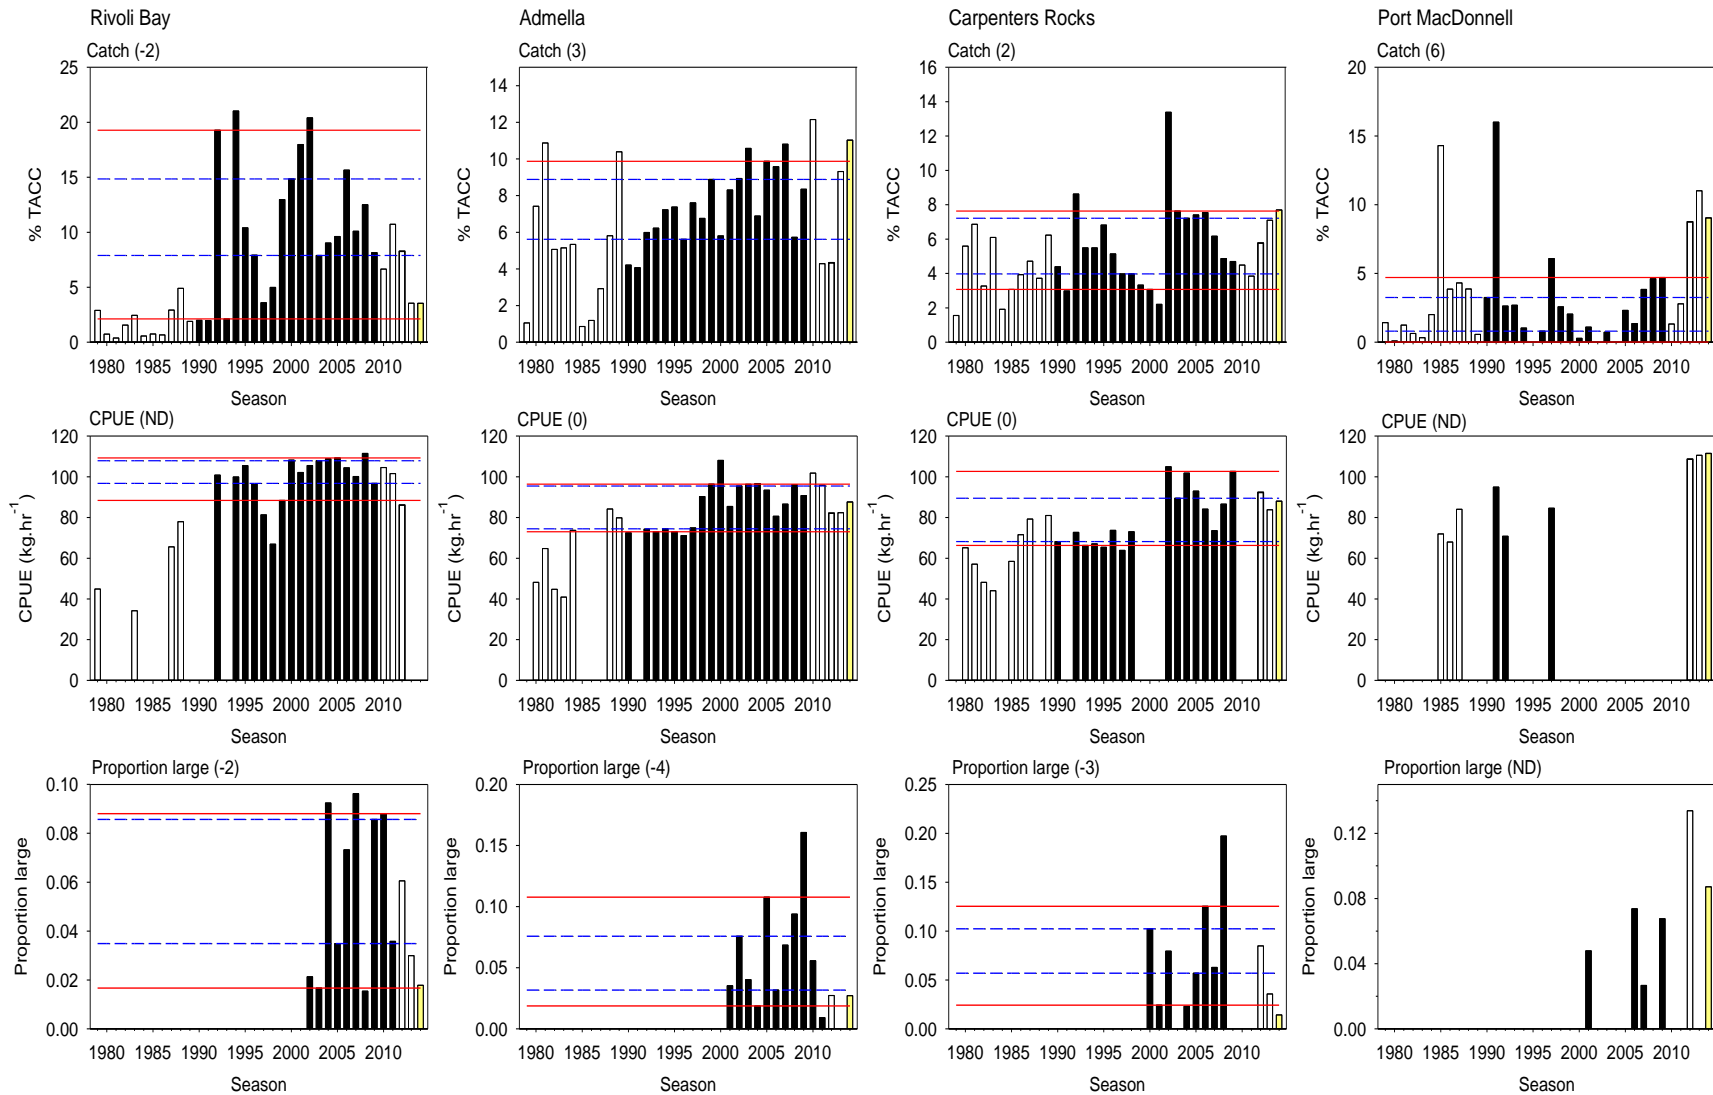 Rivoli Bay
Admella
Carpenters Rocks
Port MacDonnell
Catch (-2)
Catch (3)
Catch (2)
Catch (6)
% TACC
25
20
15
10
5
0
1980 1985 1990 1995 2000 2005 2010
Season
% TACC
14
12
10
8
6
4
2
0
1980 1985 1990 1995 2000 2005 2010
Season
% TACC
16
14
12
10
8
6
4
2
0
1980 1985 1990 1995 2000 2005 2010
Season
% TACC
20
15
10
5
0
1980 1985 1990 1995 2000 2005 2010
Season
CPUE (ND)
CPUE (0)
CPUE (0)
CPUE (ND)
CPUE (kg.hr-1)
120
100
80
60
40
20
0
1980 1985 1990 1995 2000 2005 2010
Season
CPUE (kg.hr-1)
120
100
80
60
40
20
0
1980 1985 1990 1995 2000 2005 2010
Season
CPUE (kg.hr-1)
120
100
80
60
40
20
0
1980 1985 1990 1995 2000 2005 2010
Season
CPUE (kg.hr-1)
120
100
80
60
40
20
0
1980 1985 1990 1995 2000 2005 2010
Season
Proportion large (-2)
Proportion large (-4)
Proportion large (-3)
Proportion large (ND)
Proportion large
0.10
0.08
0.06
0.04
0.02
0.00
1980 1985 1990 1995 2000 2005 2010
Season
Proportion large
0.20
0.15
0.10
0.05
0.00
1980 1985 1990 1995 2000 2005 2010
Season
Proportion large
0.25
0.20
0.15
0.10
0.05
0.00
1980 1985 1990 1995 2000 2005 2010
Season
Proportion large
0.12
0.08
0.04
0.00
1980 1985 1990 1995 2000 2005 2010
Season